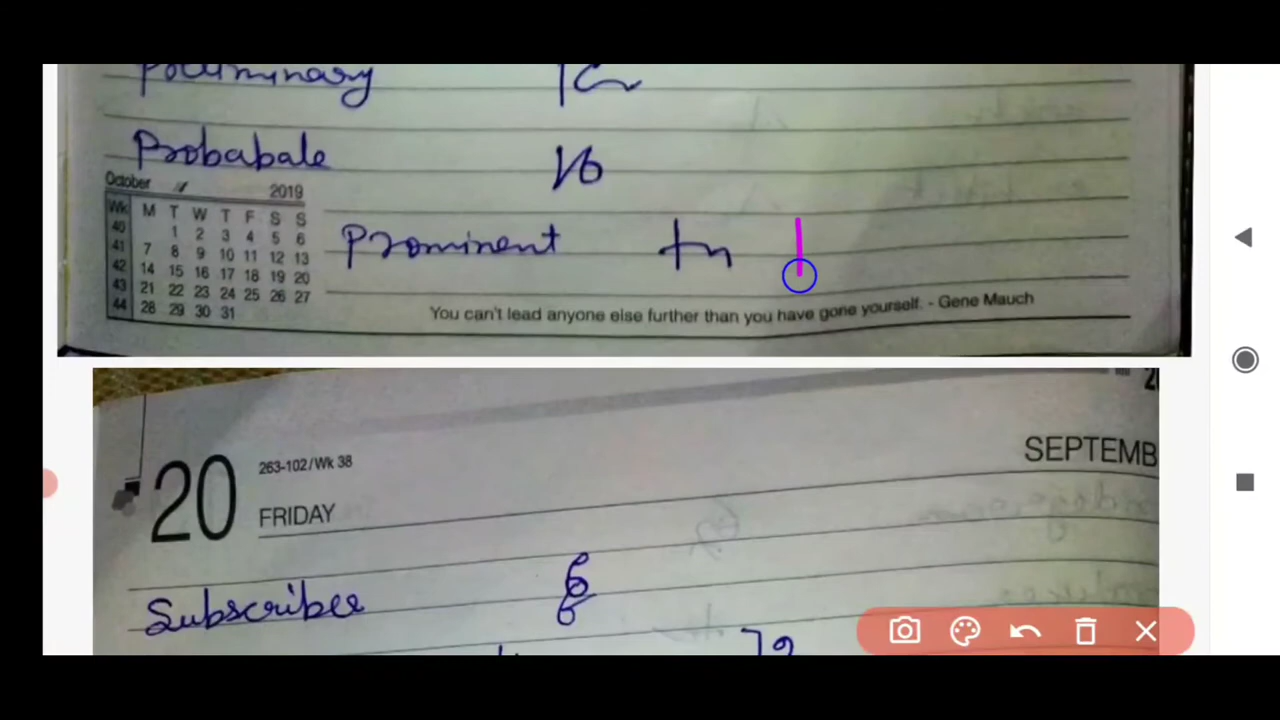 Probabale
October 2019
Wk M T W T F S S
40 1 2 3 4 5 6
41 7 8 9 10 11 12 13
42 14 15 16 17 18 19 20
43 21 22 23 24 25 26 27
44 28 29 30 31
Prominent
You can't lead anyone else further than you have gone yourself. - Gene Mauch
20
263-102/Wk 38
SEPTEMB
FRIDAY
Subscriber